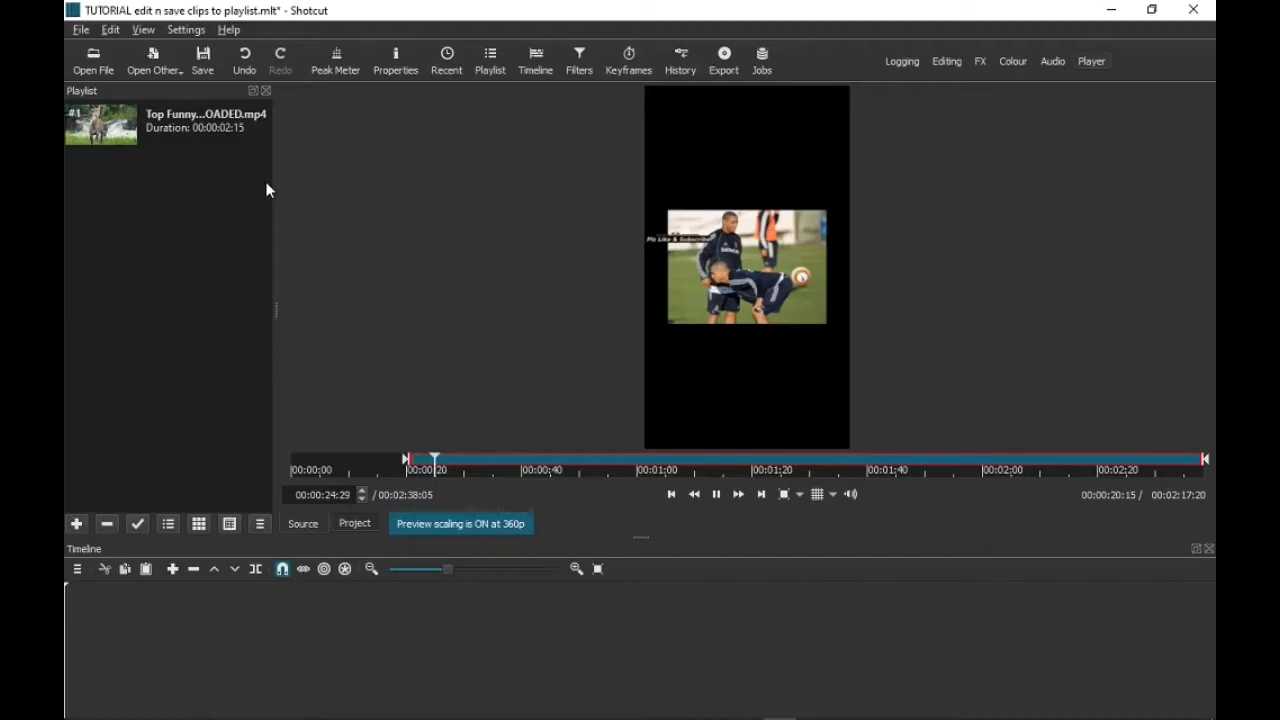 TUTORIAL edit n save clips to playlist.mlt* - Shotcut
File Edit View Settings Help
Open File Open Other... Save Undo Redo Peak Meter Properties Recent Playlist Timeline Filters Keyframes History Export Jobs Logging Editing FX Colour Audio Player
Playlist
#1 Top Funny...OADED.mp4
Duration: 00:00:02:15
Plz Like & Subscribe
00:00:00 00:00:20 00:00:40 00:01:00 00:01:20 00:01:40 00:02:00 00:02:20
00:00:24:29 / 00:02:38:05 00:00:20:15 / 00:02:17:20
Source Project Preview scaling is ON at 360p
Timeline